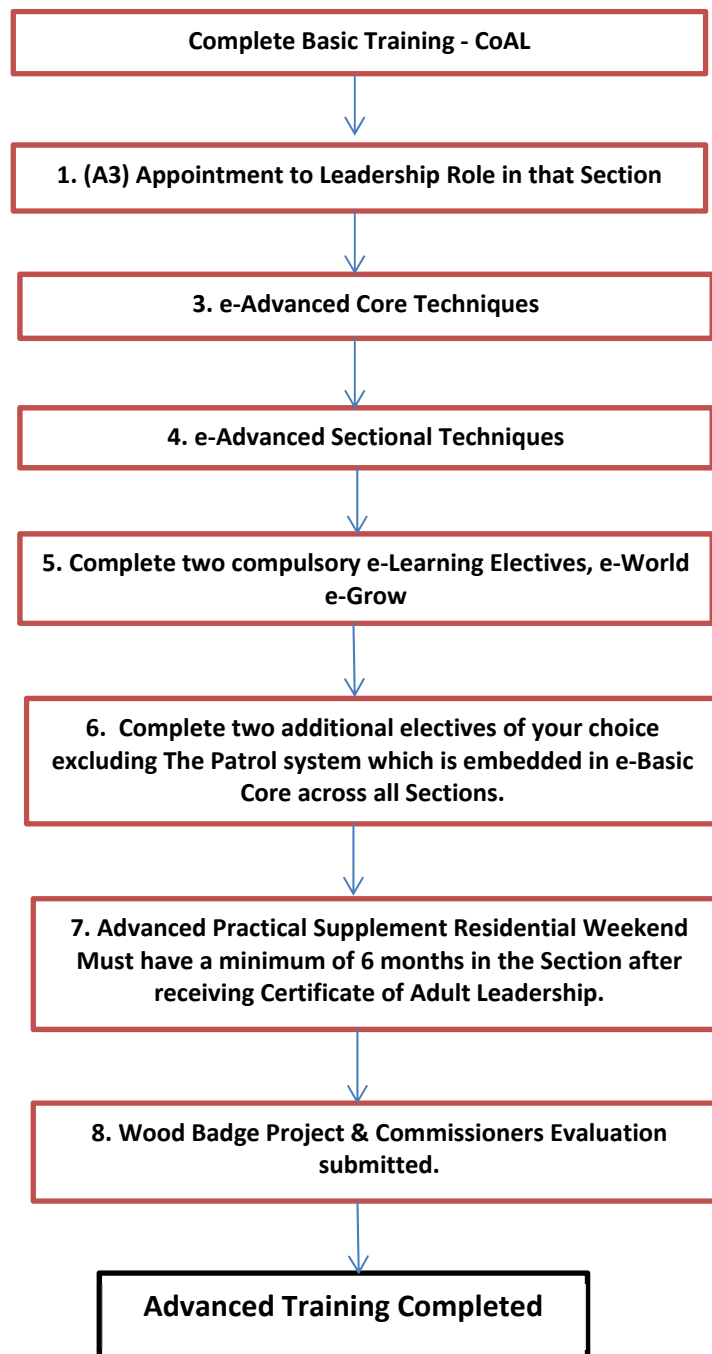 Complete Basic Training - CoAL
1. (A3) Appointment to Leadership Role in that Section
3. e-Advanced Core Techniques
4. e-Advanced Sectional Techniques
5. Complete two compulsory e-Learning Electives, e-World
e-Grow
6.  Complete two additional electives of your choice
excluding The Patrol system which is embedded in e-Basic
Core across all Sections.
7. Advanced Practical Supplement Residential Weekend
Must have a minimum of 6 months in the Section after
receiving Certificate of Adult Leadership.
8. Wood Badge Project & Commissioners Evaluation
submitted.
Advanced Training Completed